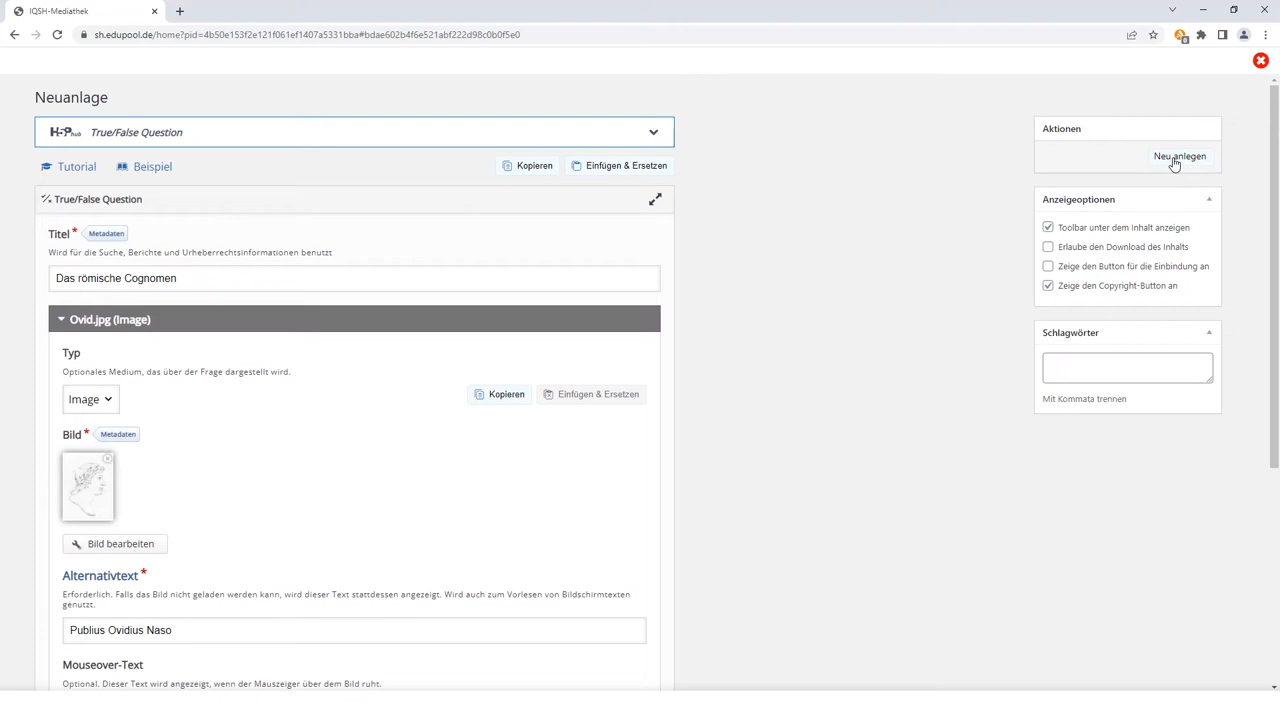 IQSH-Mediathek
sh.edupool.de/home?pid=4b50e153f2e121f061ef1407a5331bba#bdae602b4f6e521abf222d98c0b0f5e0
Neuanlage
H5P hub True/False Question
Tutorial Beispiel Kopieren Einfügen & Ersetzen
True/False Question
Titel* Metadaten
Wird für die Suche, Berichte und Urheberrechtsinformationen benutzt
Das römische Cognomen
Ovid.jpg (Image)
Typ
Optionales Medium, das über der Frage dargestellt wird.
Image Kopieren Einfügen & Ersetzen
Bild* Metadaten
Bild bearbeiten
Alternativtext*
Erforderlich. Falls das Bild nicht geladen werden kann, wird dieser Text stattdessen angezeigt. Wird auch zum Vorlesen von Bildschirmtexten
genutzt.
Publius Ovidius Naso
Mouseover-Text
Optional. Dieser Text wird angezeigt, wenn der Mauszeiger über dem Bild ruht.
Aktionen
Neu anlegen
Anzeigeoptionen
Toolbar unter dem Inhalt anzeigen
Erlaube den Download des Inhalts
Zeige den Button für die Einbindung an
Zeige den Copyright-Button an
Schlagwörter
Mit Kommata trennen